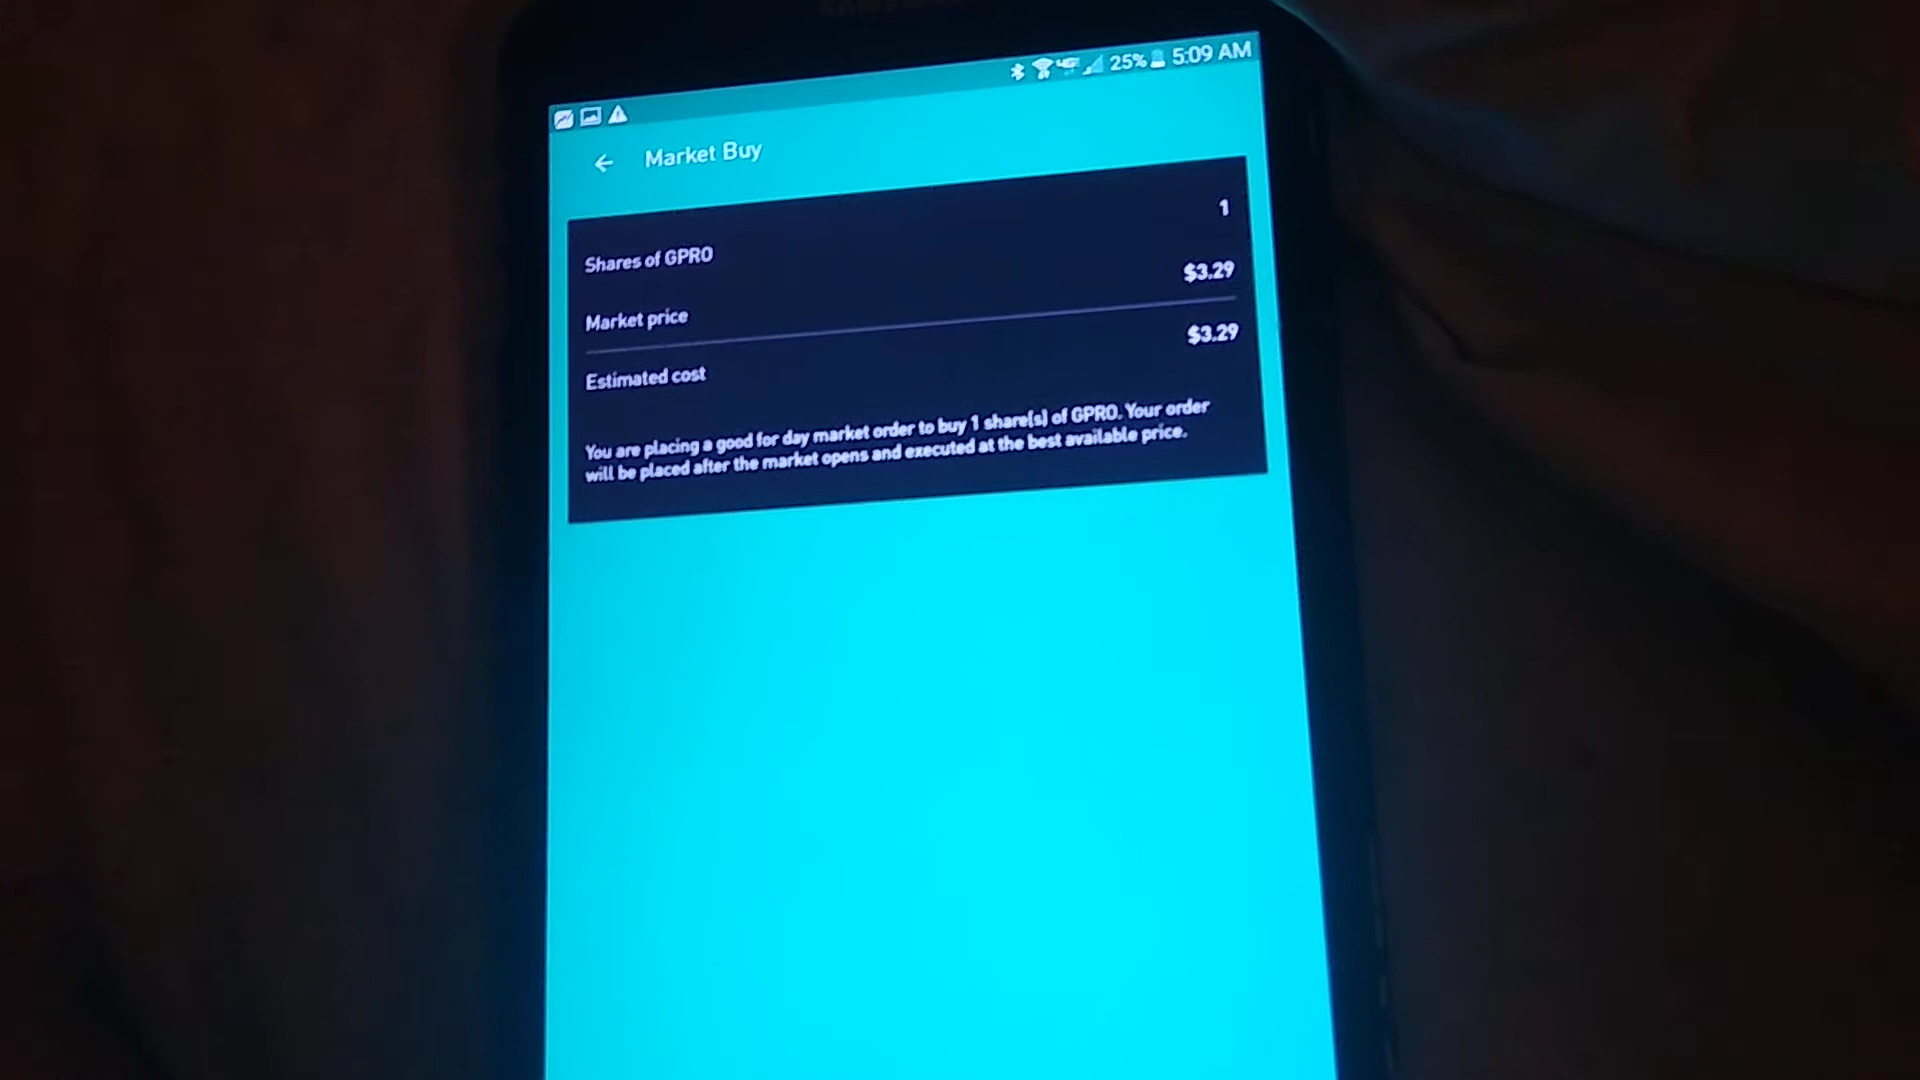 25% 5:09 AM
Market Buy
Shares of GPRO 1
Market price $3.29
Estimated cost $3.29
You are placing a good for day market order to buy 1 share(s) of GPRO. Your order
will be placed after the market opens and executed at the best available price.